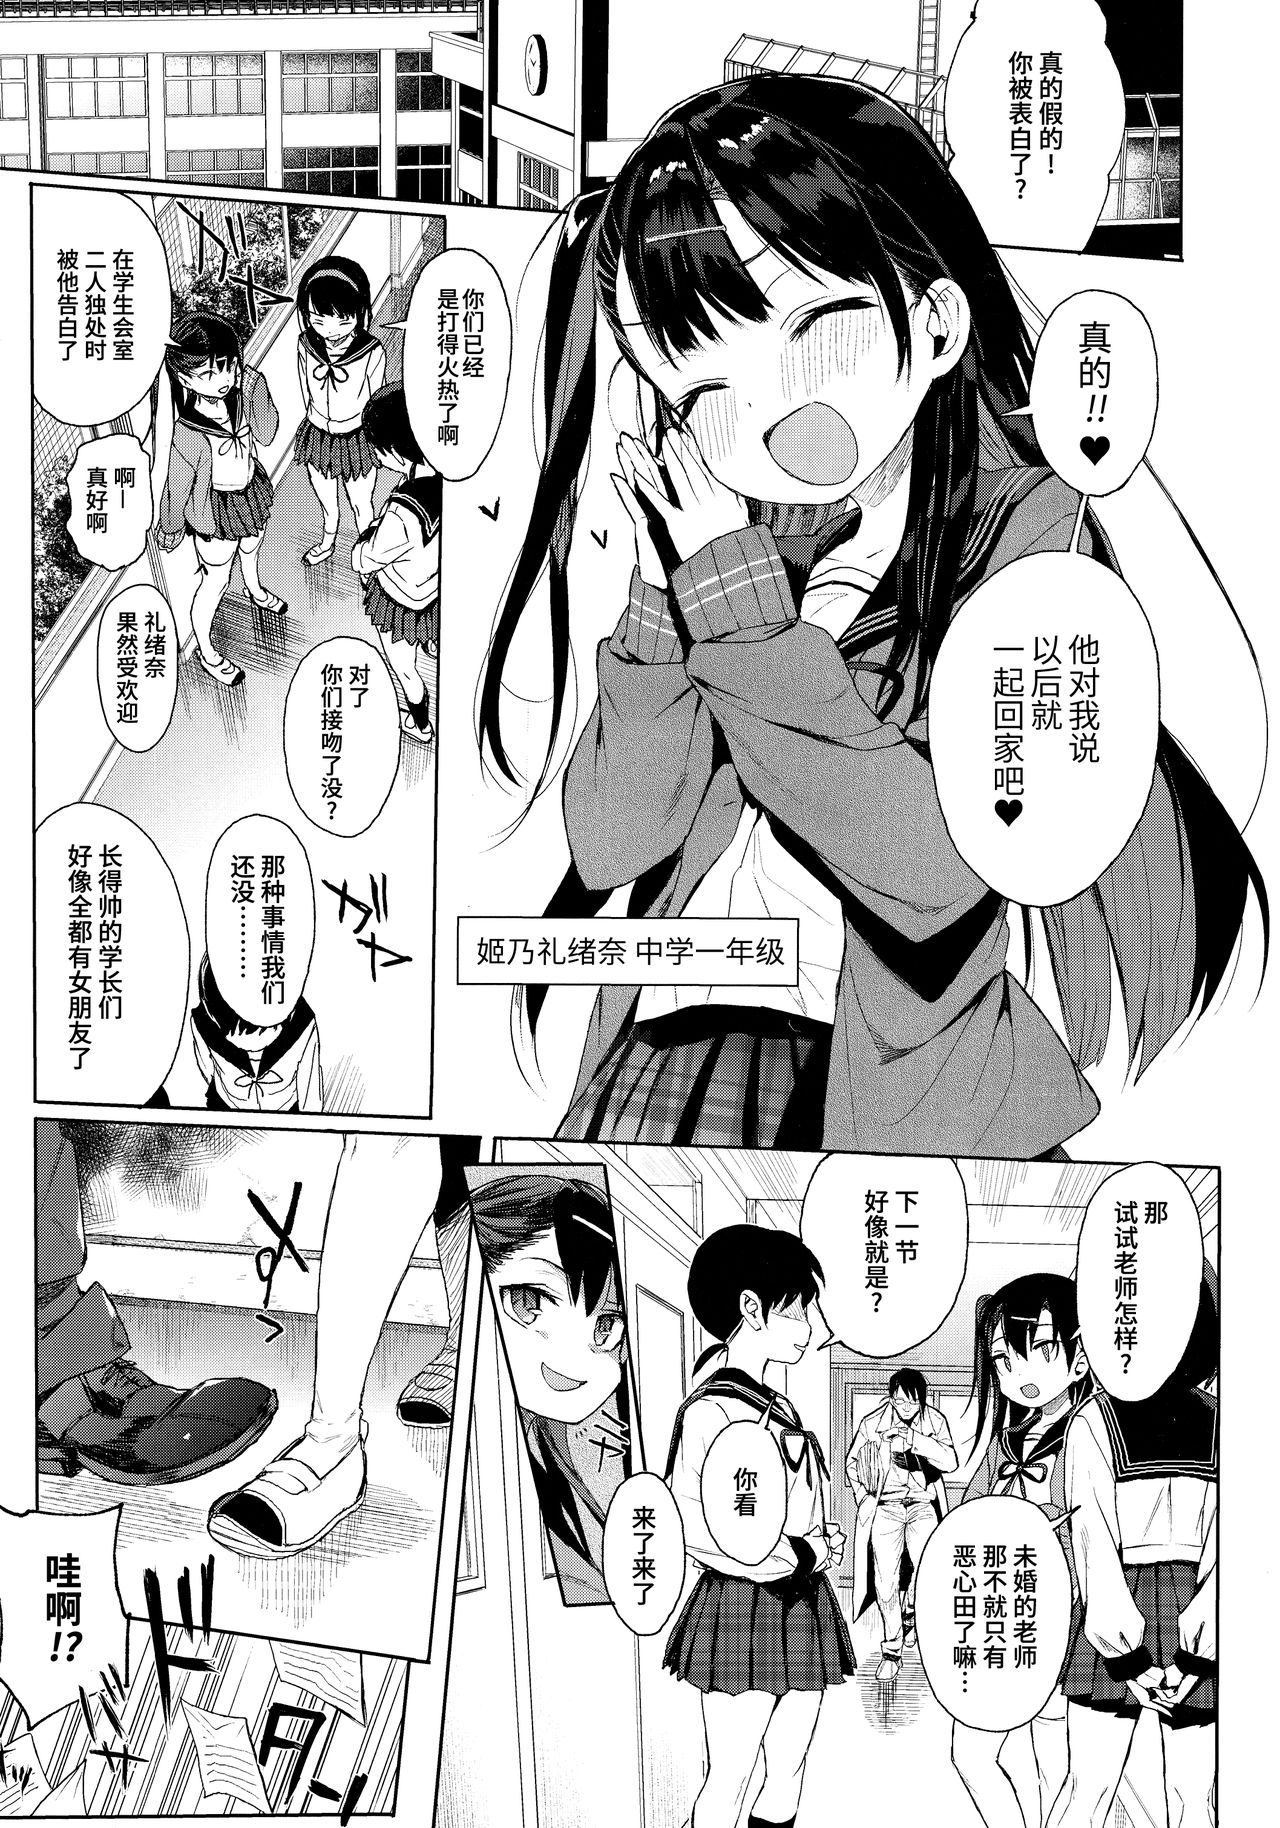 真的假的！
你被表白了？
真的!!
♥
他对我说
以后就
一起回家吧
♥
姬乃礼绪奈 中学一年级
你们已经
是打得火热了啊
在学生会室
二人独处时
被他告白了
啊—
真好啊
礼绪奈
果然受欢迎
对了
你们接吻了没？
那种事情我们
还没………
长得帅的学长们
好像全都有女朋友了
那
试试老师怎样？
未婚的老师
那不就只有
恶心田了嘛…
下一节
好像就是？
你看
来了来了
哇啊!?
ドターン